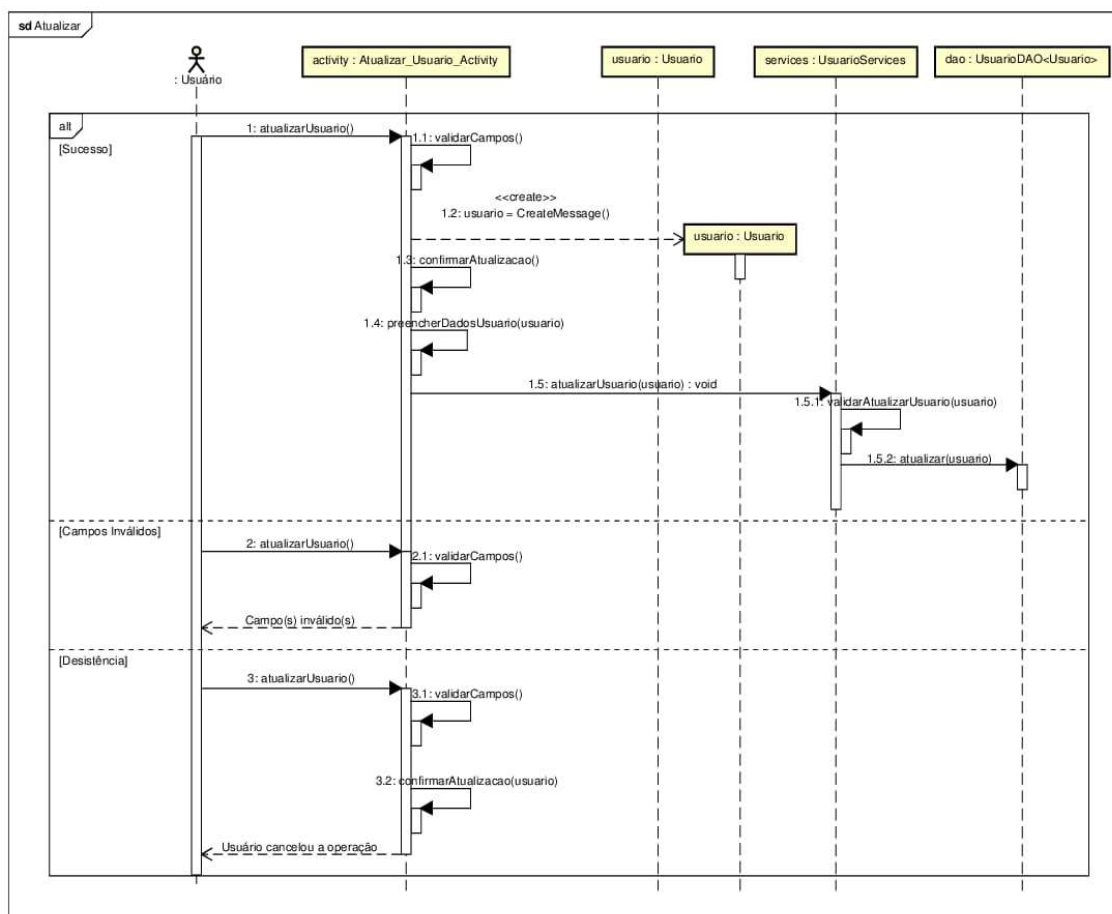 sd Atualizar
: Usuário
activity : Atualizar_Usuario_Activity
usuario : Usuario
services : UsuarioServices
dao : UsuarioDAO<Usuario>
alt
[Sucesso]
1: atualizarUsuario()
1.1: validarCampos()
<<create>>
1.2: usuario = CreateMessage()
usuario : Usuario
1.3: confirmarAtualizacao()
1.4: preencherDadosUsuario(usuario)
1.5: atualizarUsuario(usuario) : void
1.5.1: validarAtualizarUsuario(usuario)
1.5.2: atualizar(usuario)
[Campos Inválidos]
2: atualizarUsuario()
2.1: validarCampos()
Campo(s) inválido(s)
[Desistência]
3: atualizarUsuario()
3.1: validarCampos()
3.2: confirmarAtualizacao(usuario)
Usuário cancelou a operação